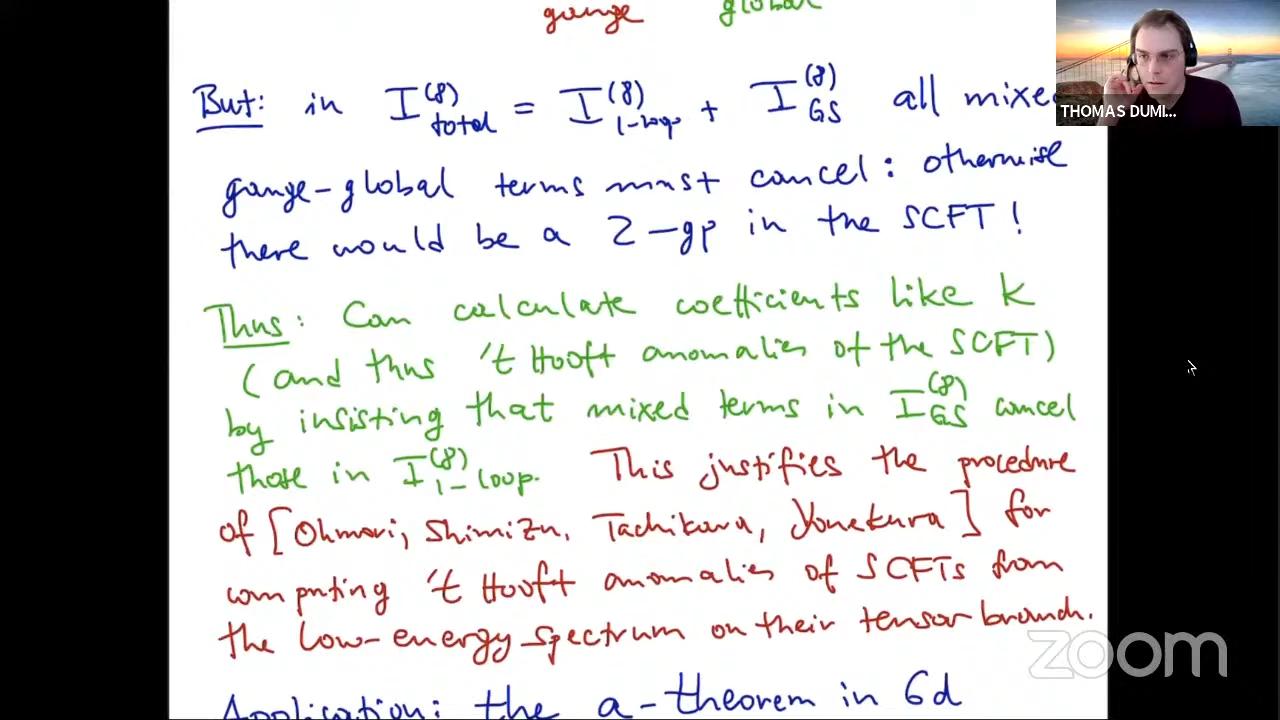 gauge global
But: in I^(8)_total = I^(8)_1-loop + I^(8)_GS all mixed
gauge-global terms must cancel: otherwise
there would be a 2-gp in the SCFT!
Thus: Can calculate coefficients like k
(and thus 't Hooft anomalies of the SCFT)
by insisting that mixed terms in I^(8)_GS cancel
those in I^(8)_1-loop. This justifies the procedure
of [Ohmori, Shimizu, Tachikawa, Yonekura] for
computing 't Hooft anomalies of SCFTs from
the low-energy spectrum on their tensor branch.
Application: the a-theorem in 6d
THOMAS DUMI...
zoom